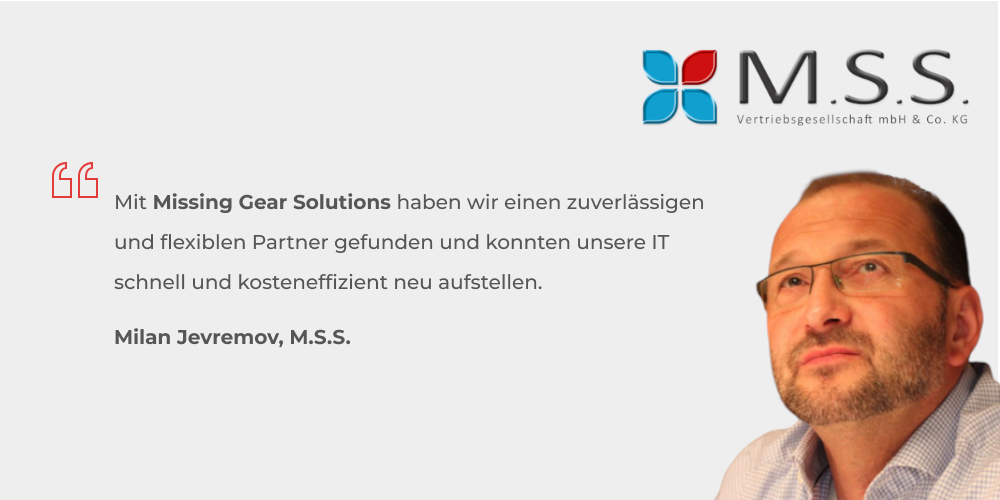 M.S.S.
Vertriebsgesellschaft mbH & Co. KG
Mit Missing Gear Solutions haben wir einen zuverlässigen
und flexiblen Partner gefunden und konnten unsere IT
schnell und kosteneffizient neu aufstellen.
Milan Jevremov, M.S.S.